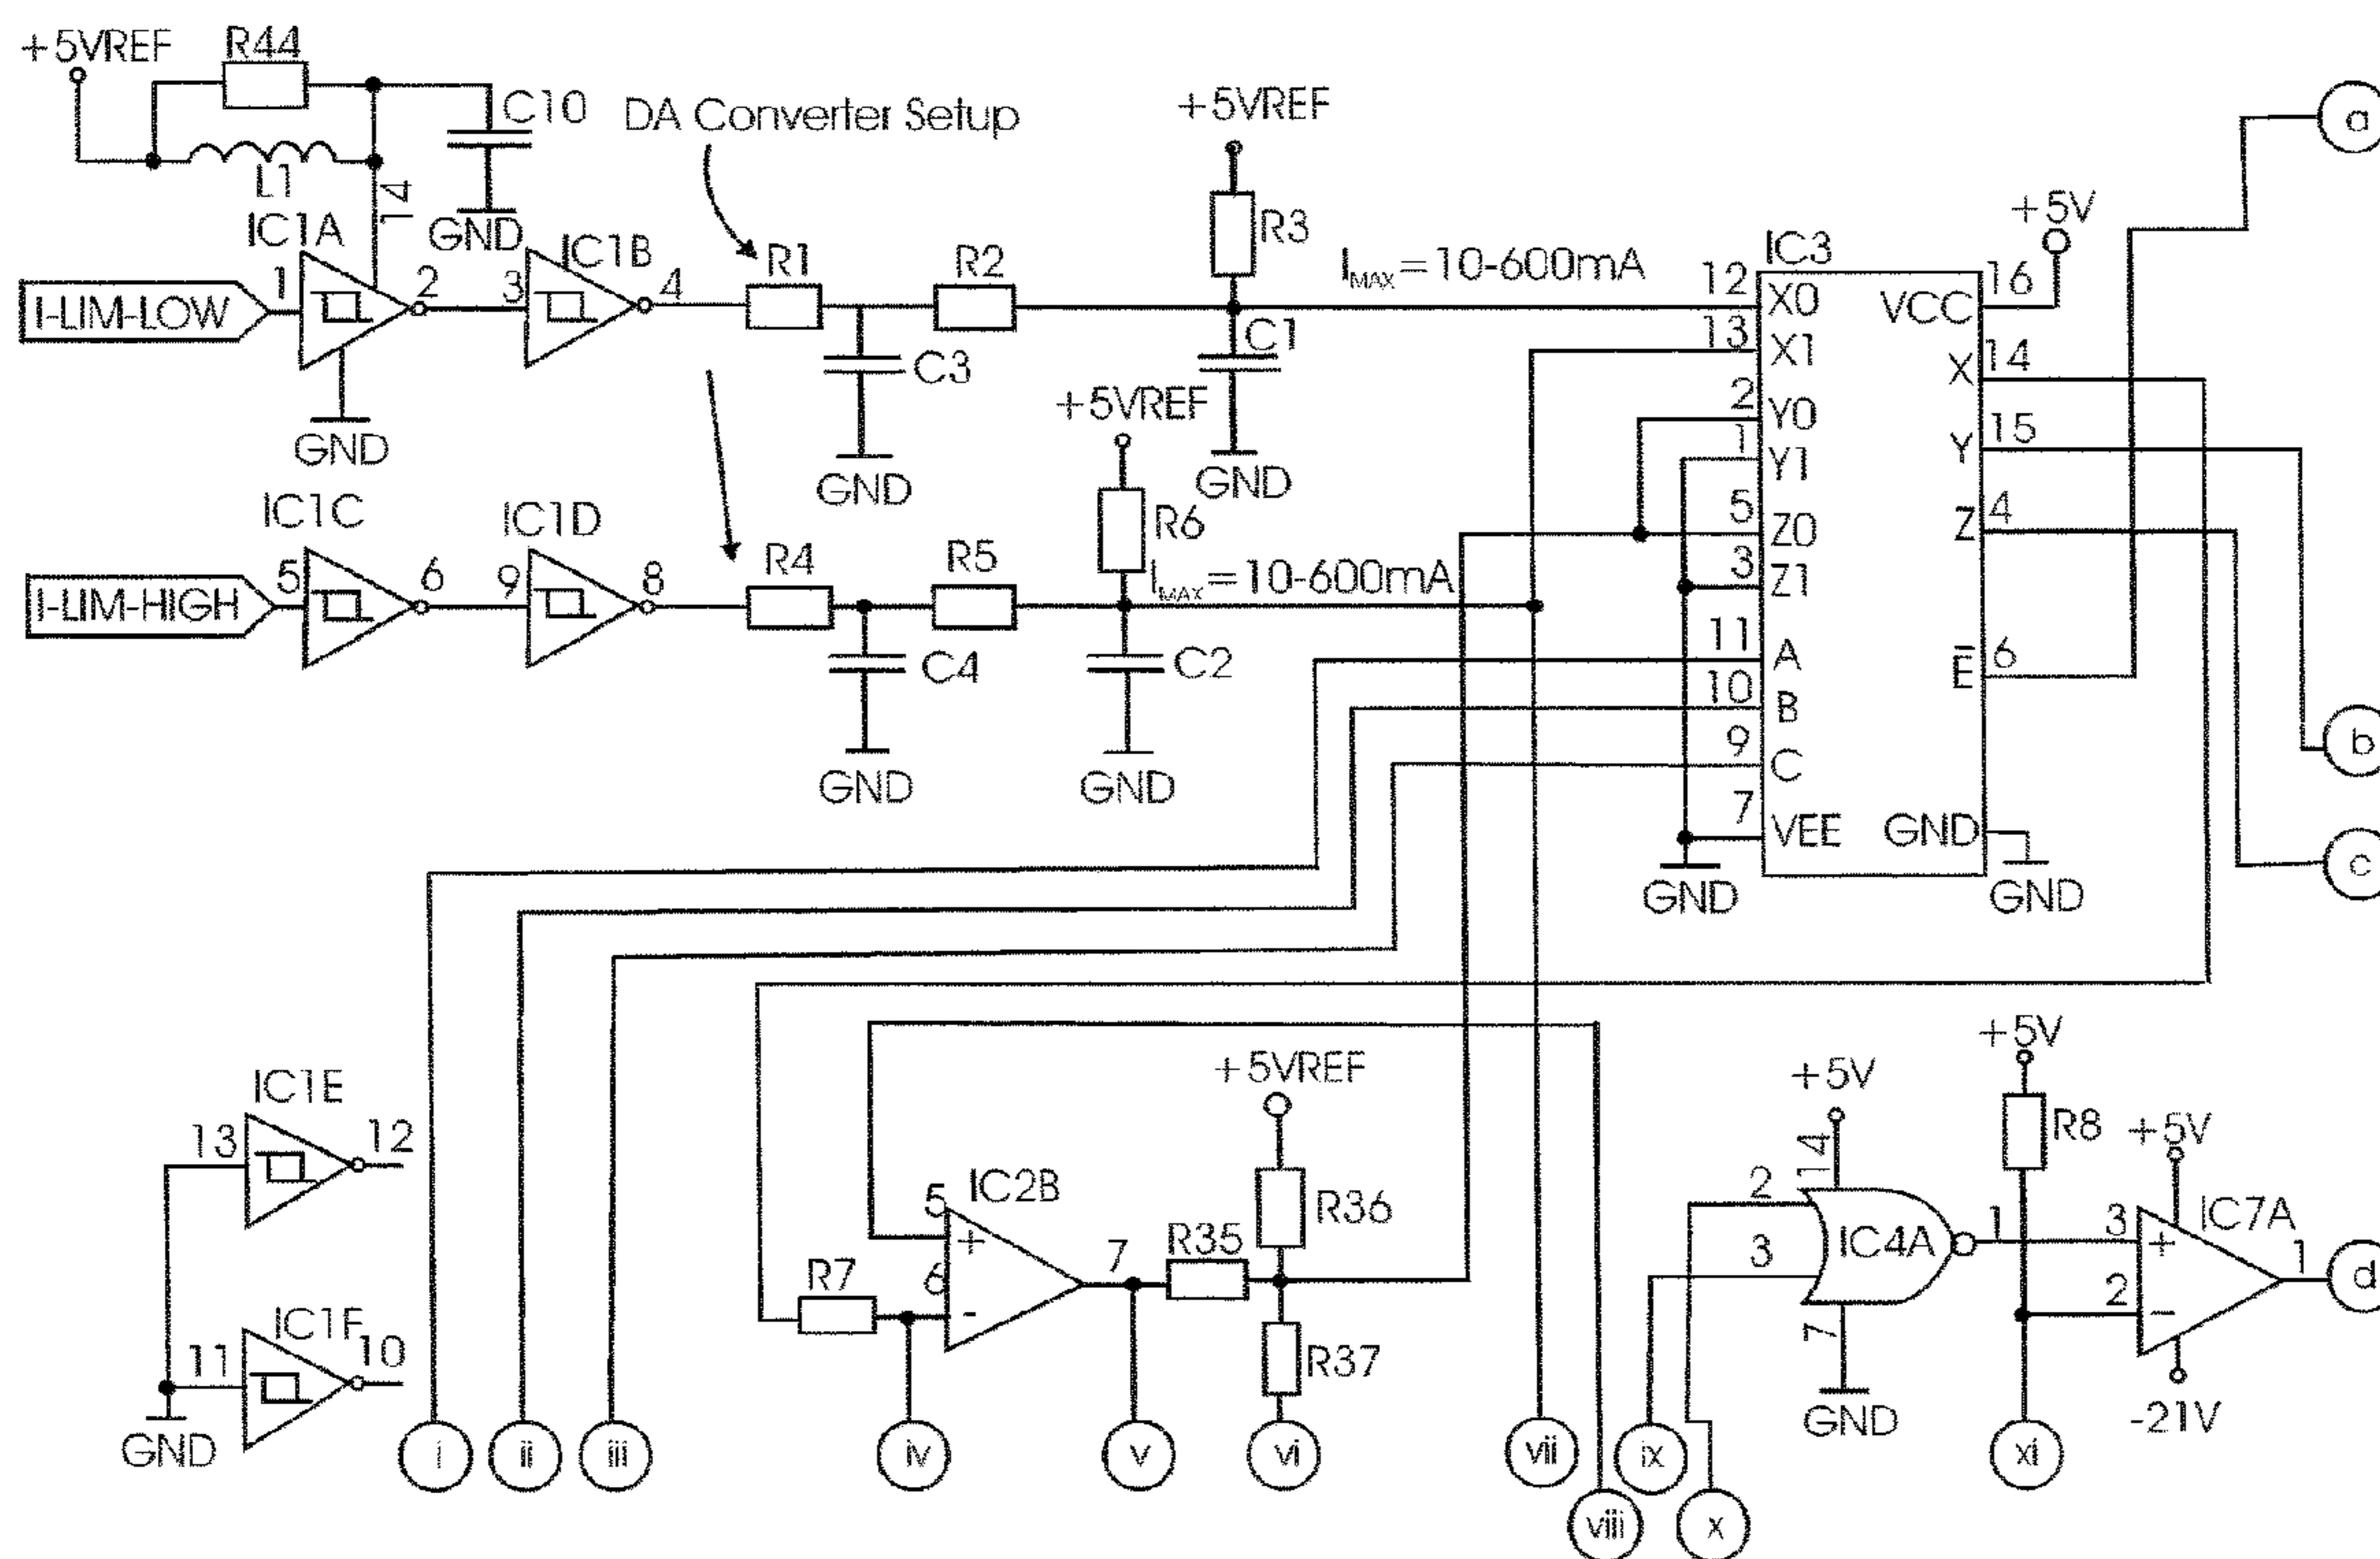 +5VREF
R44
C10
L1
14
GND
DA Converter Setup
+5VREF
R3
IC1A
IC1B
I-LIM-LOW
1
2
3
4
R1
R2
C3
C1
GND
GND
GND
I_MAX=10-600mA
IC1C
IC1D
I-LIM-HIGH
5
6
9
8
R4
R5
+5VREF
R6
I_MAX=10-600mA
C4
C2
GND
GND
IC3
+5V
12 X0
13 X1
2 Y0
1 Y1
5 Z0
3 Z1
11 A
10 B
9 C
7 VEE
VCC 16
X 14
Y 15
Z 4
E̅ 6
GND
GND
GND
a
b
c
IC1E
13
12
IC1F
11
10
GND
R7
5
+
6
-
IC2B
7
R35
+5VREF
R36
R37
+5V
14
2
3
IC4A
1
7
GND
+5V
R8
+5V
3
+
2
−
IC7A
1
d
-21V
i
ii
iii
iv
v
vi
vii
viii
ix
x
xi